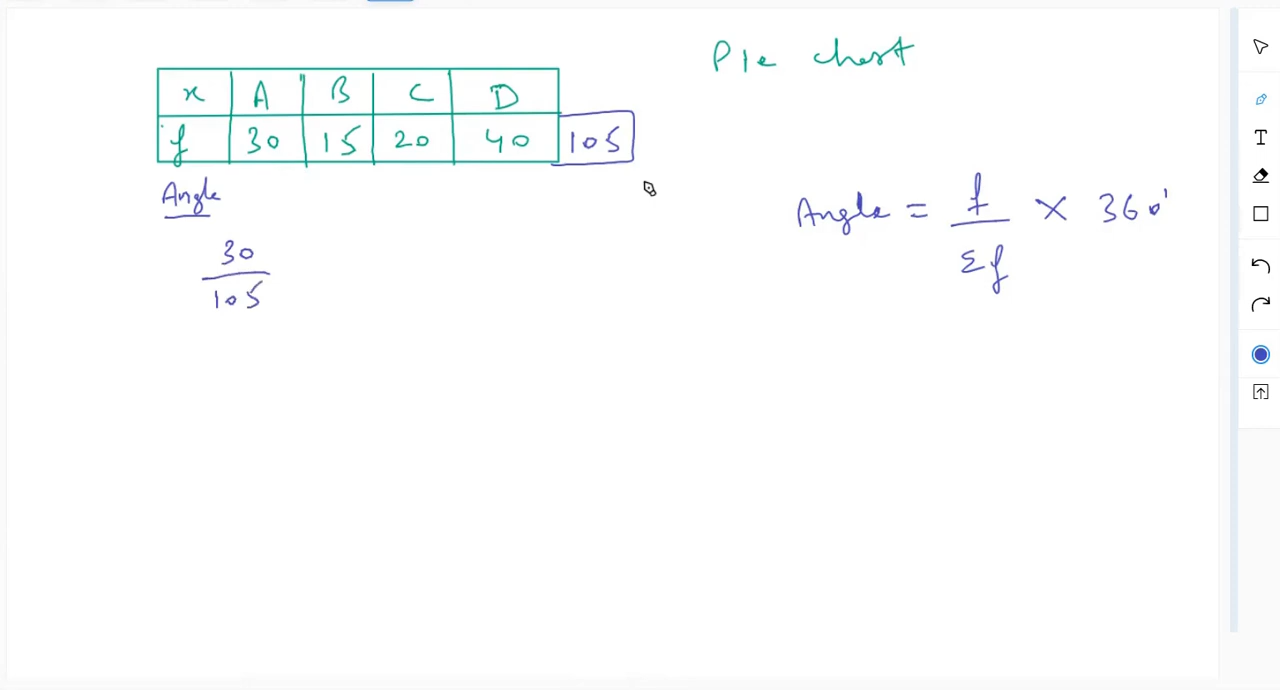 Pie chart
x A B C D
f 30 15 20 40 105
Angle
Angle = f / Σf × 360°
30 / 105
T